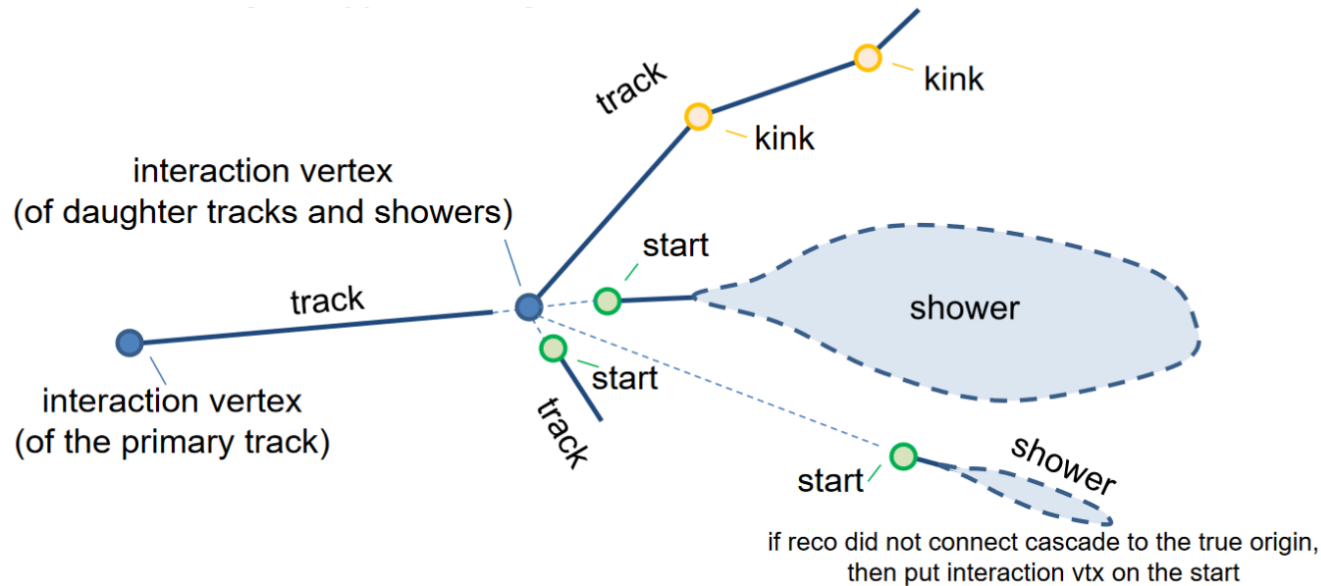 track
kink
kink
interaction vertex
(of daughter tracks and showers)
start
shower
track
start
interaction vertex
(of the primary track)
track
shower
start
if reco did not connect cascade to the true origin,
then put interaction vtx on the start